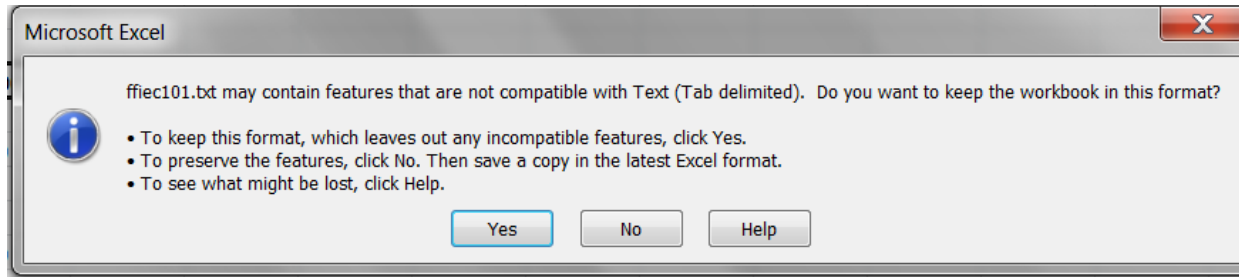 Microsoft Excel
ffiec101.txt may contain features that are not compatible with Text (Tab delimited).  Do you want to keep the workbook in this format?
• To keep this format, which leaves out any incompatible features, click Yes.
• To preserve the features, click No. Then save a copy in the latest Excel format.
• To see what might be lost, click Help.
Yes No Help